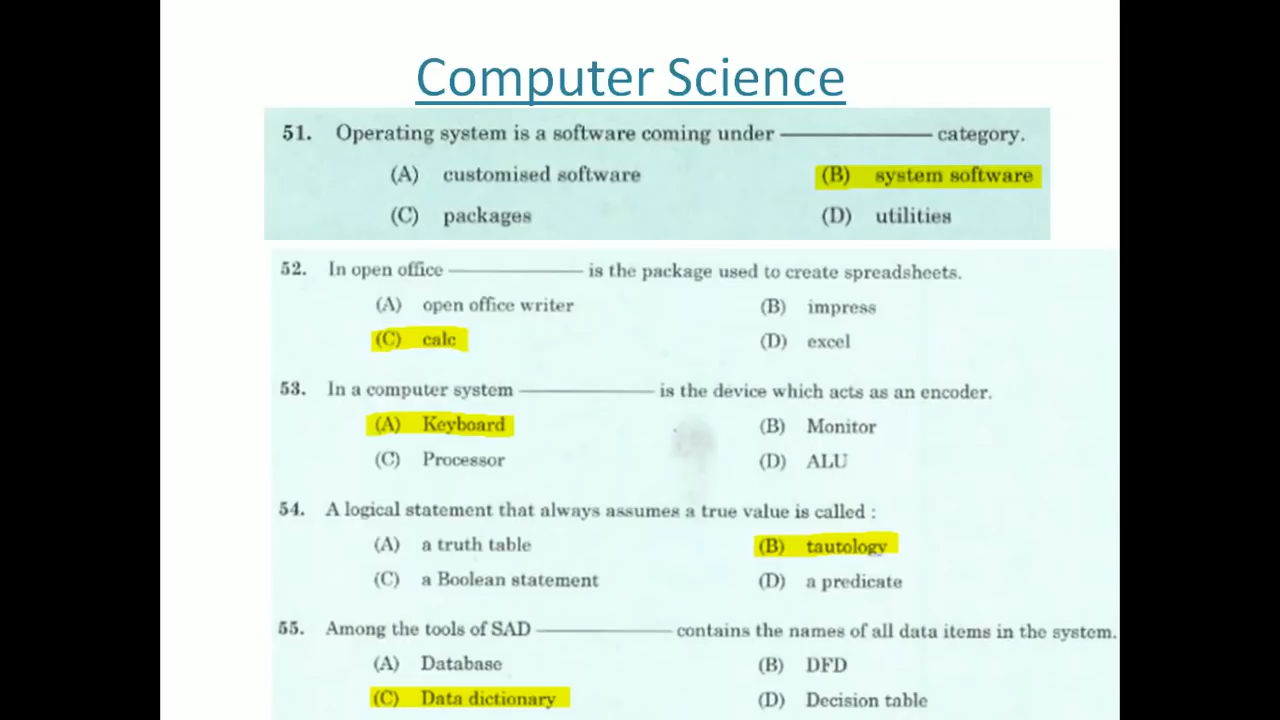 Computer Science
51. Operating system is a software coming under ———————— category.
(A) customised software (B) system software
(C) packages (D) utilities
52. In open office ———————— is the package used to create spreadsheets.
(A) open office writer (B) impress
(C) calc (D) excel
53. In a computer system ———————— is the device which acts as an encoder.
(A) Keyboard (B) Monitor
(C) Processor (D) ALU
54. A logical statement that always assumes a true value is called :
(A) a truth table (B) tautology
(C) a Boolean statement (D) a predicate
55. Among the tools of SAD ———————— contains the names of all data items in the system.
(A) Database (B) DFD
(C) Data dictionary (D) Decision table